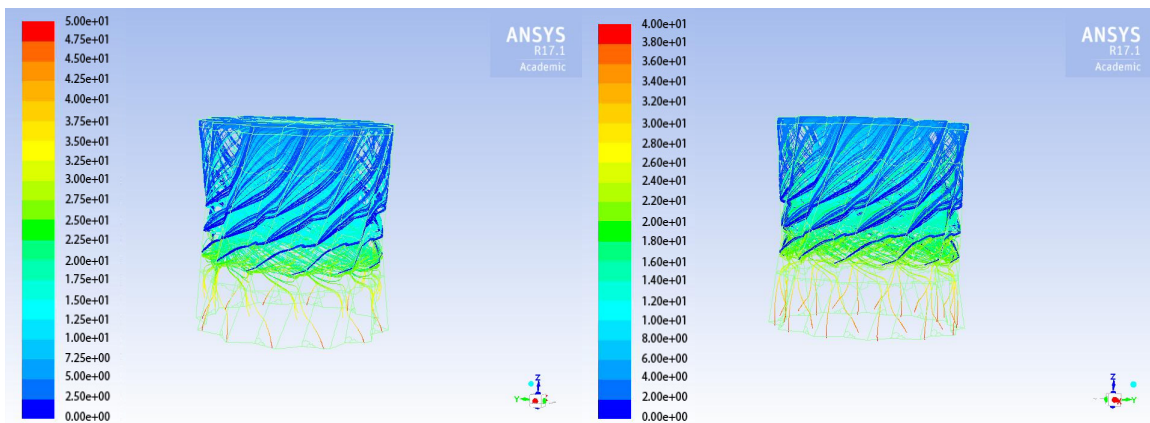 5.00e+01
4.75e+01
4.50e+01
4.25e+01
4.00e+01
3.75e+01
3.50e+01
3.25e+01
3.00e+01
2.75e+01
2.50e+01
2.25e+01
2.00e+01
1.75e+01
1.50e+01
1.25e+01
1.00e+01
7.25e+00
5.00e+00
2.50e+00
0.00e+00
ANSYS
R17.1
Academic
Z
Y
4.00e+01
3.80e+01
3.60e+01
3.40e+01
3.20e+01
3.00e+01
2.80e+01
2.60e+01
2.40e+01
2.20e+01
2.00e+01
1.80e+01
1.60e+01
1.40e+01
1.20e+01
1.00e+01
8.00e+00
6.00e+00
4.00e+00
2.00e+00
0.00e+00
ANSYS
R17.1
Academic
Z
Y